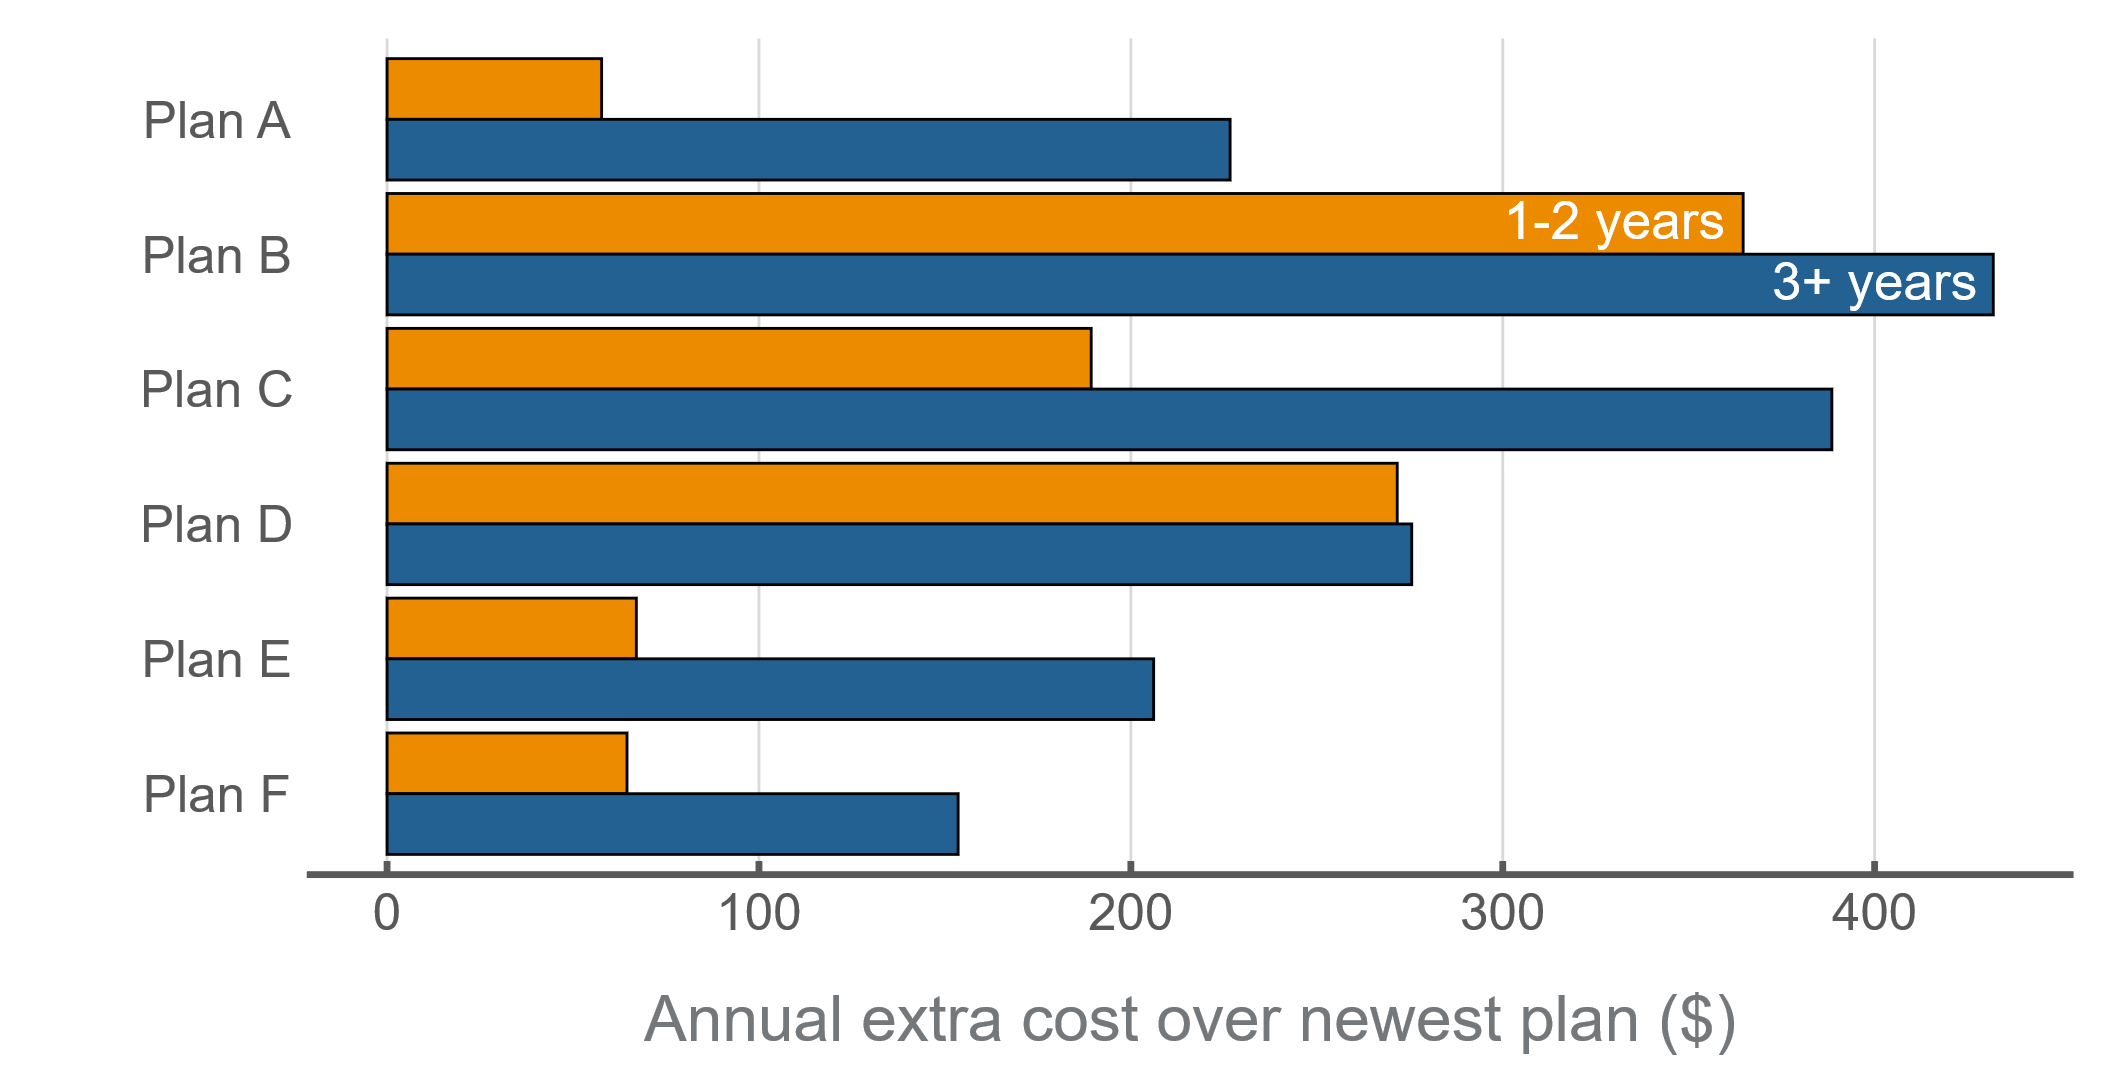 Plan A
1-2 years
Plan B
3+ years
Plan C
Plan D
Plan E
Plan F
0 100 200 300 400
Annual extra cost over newest plan ($)